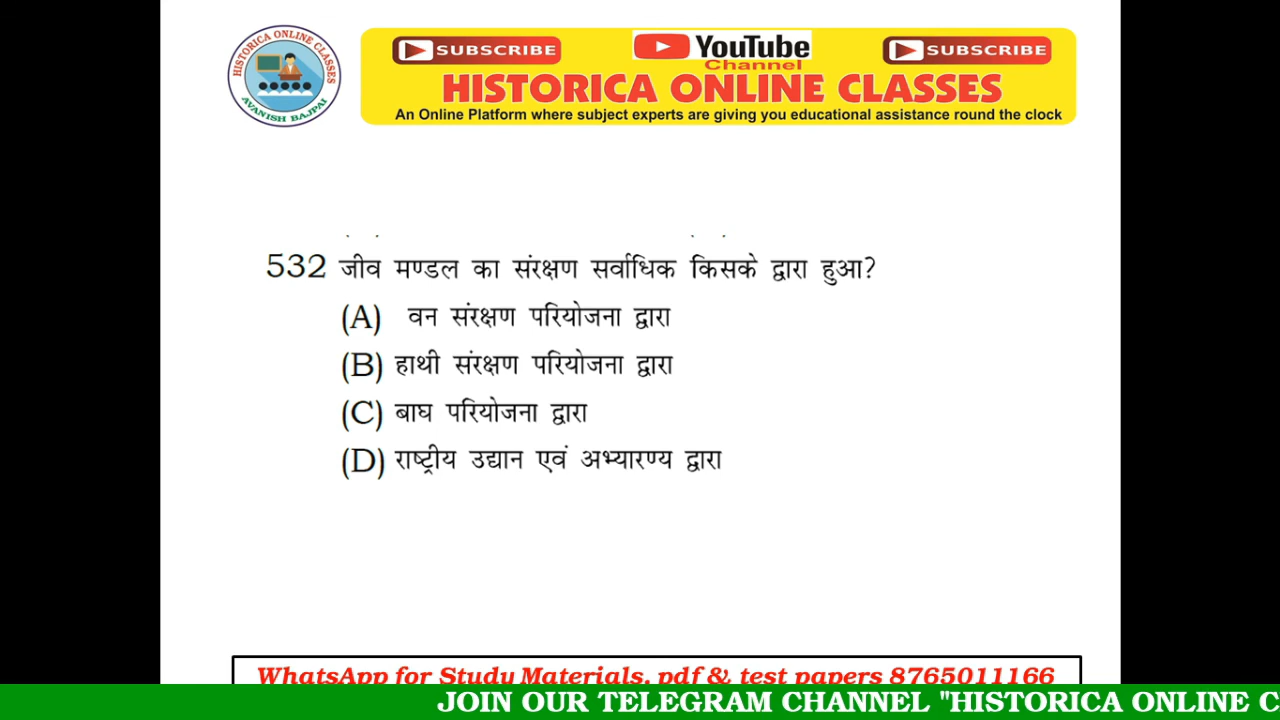 HISTORICA ONLINE CLASSES
AVANISH BAJPAI
SUBSCRIBE
YouTube
SUBSCRIBE
Channel
HISTORICA ONLINE CLASSES
An Online Platform where subject experts are giving you educational assistance round the clock
532 जीव मण्डल का संरक्षण सर्वाधिक किसके द्वारा हुआ?
(A) वन संरक्षण परियोजना द्वारा
(B) हाथी संरक्षण परियोजना द्वारा
(C) बाघ परियोजना द्वारा
(D) राष्ट्रीय उद्यान एवं अभ्यारण्य द्वारा
WhatsApp for Study Materials, pdf & test papers 8765011166
JOIN OUR TELEGRAM CHANNEL "HISTORICA ONLINE C